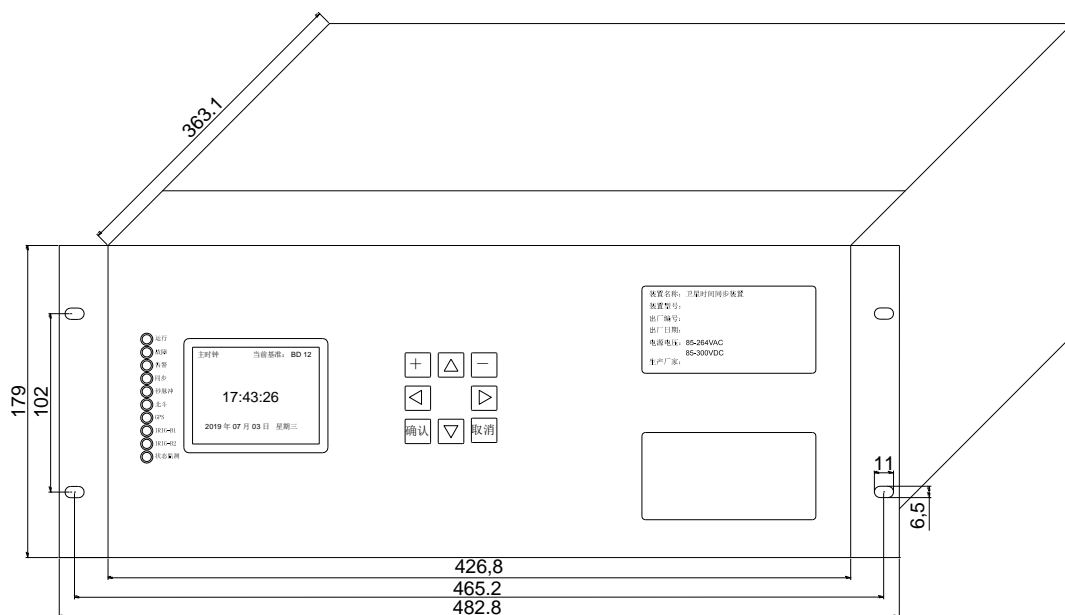 363.1
179
102
运行
故障
告警
同步
秒脉冲
北斗
GPS
IRIG-B1
IRIG-B2
状态监测
主时钟 当前基准： BD 12
17:43:26
2019 年 07 月 03 日 星期三
+
−
确认
取消
装置名称： 卫星时间同步装置
装置型号：
出厂编号：
出厂日期：
电源电压： 85-264VAC
85-300VDC
生产厂家：
11
6,5
426,8
465.2
482.8